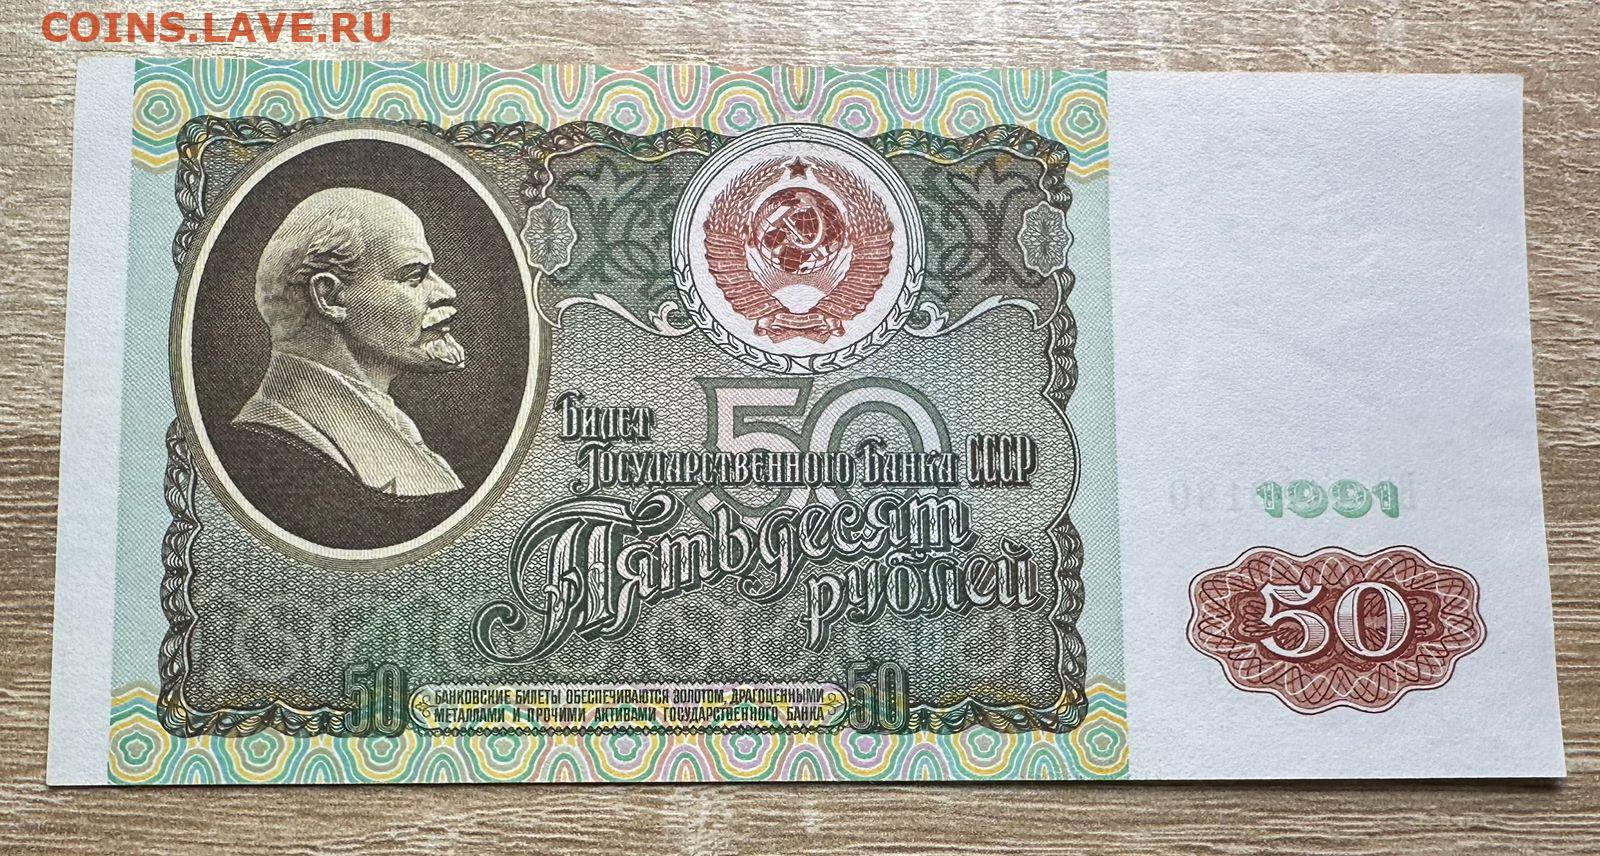 COINS.LAVE.RU
50
Билет
Государственного Банка СССР
Пятьдесят
рублей
50
БАНКОВСКИЕ БИЛЕТЫ ОБЕСПЕЧИВАЮТСЯ ЗОЛОТОМ, ДРАГОЦЕННЫМИ
МЕТАЛЛАМИ И ПРОЧИМИ АКТИВАМИ ГОСУДАРСТВЕННОГО БАНКА
50
1991
50